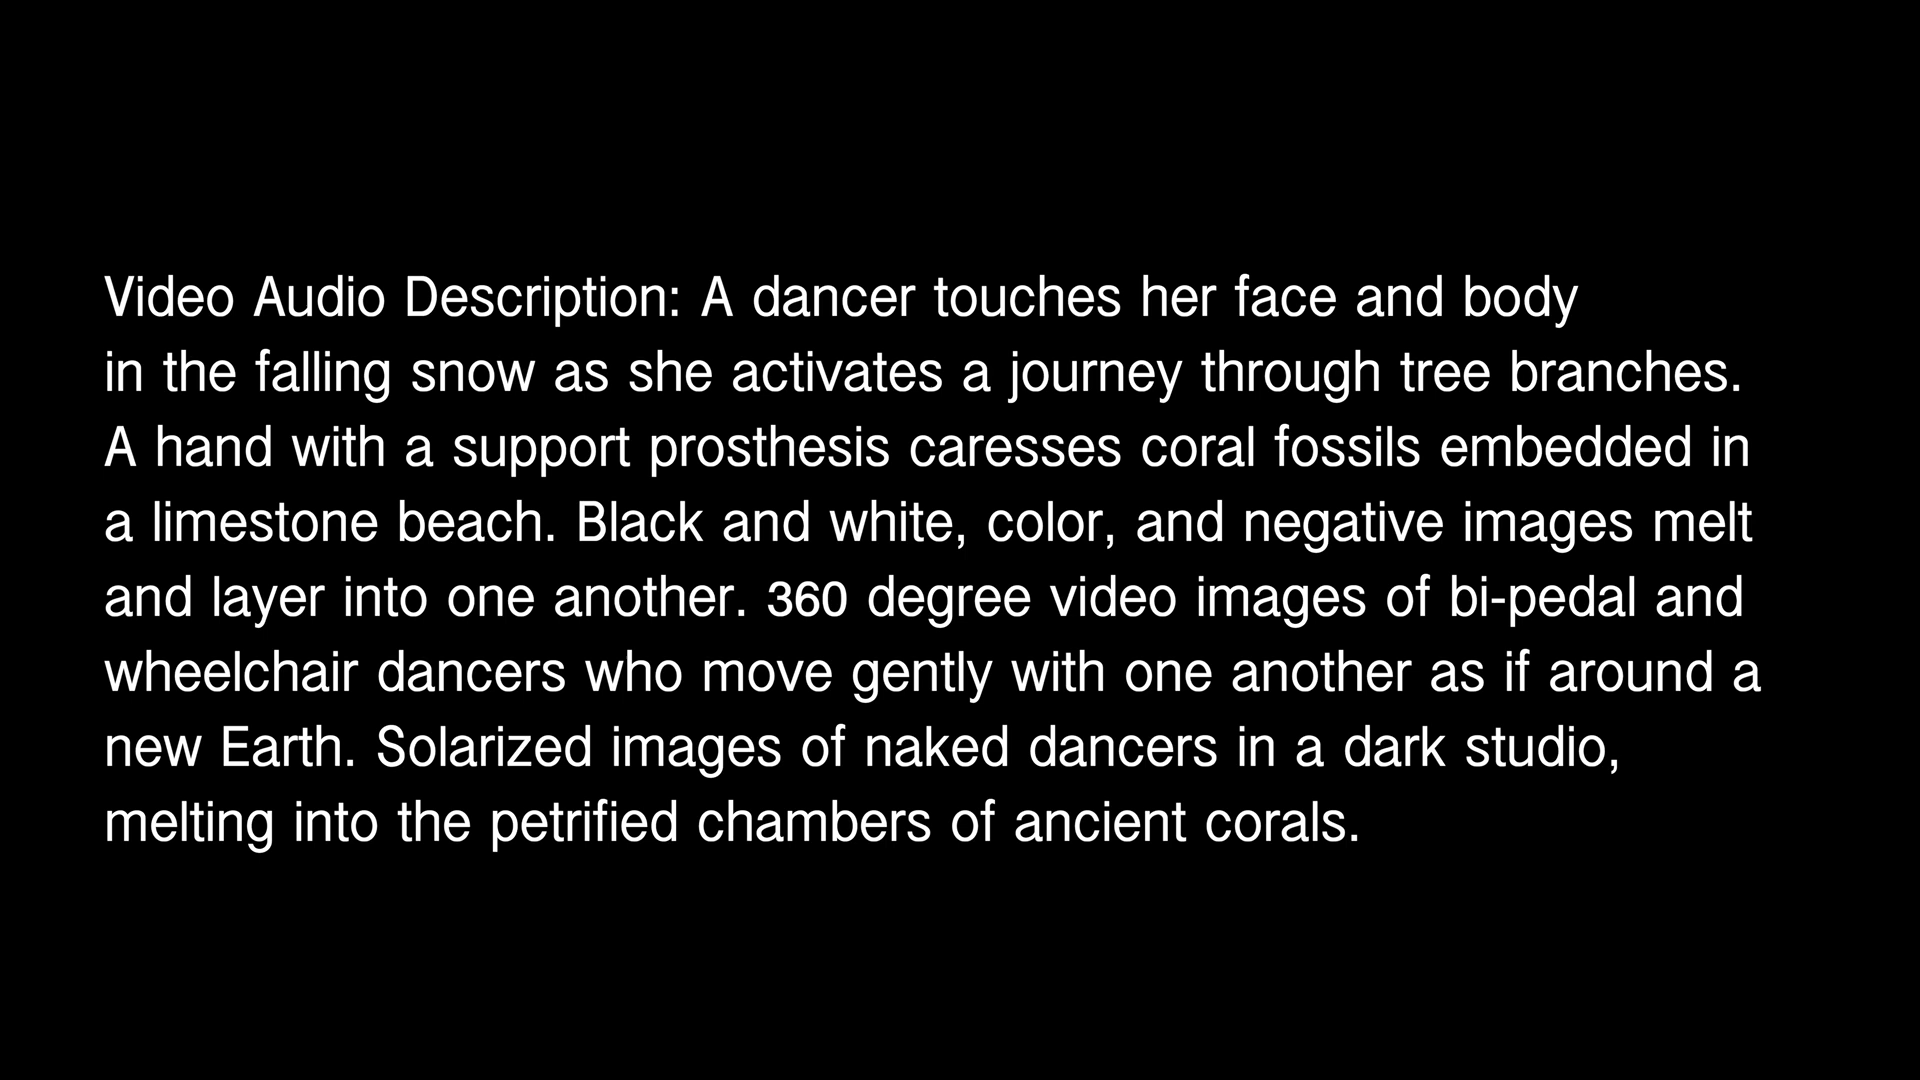 Video Audio Description: A dancer touches her face and body
in the falling snow as she activates a journey through tree branches.
A hand with a support prosthesis caresses coral fossils embedded in
a limestone beach. Black and white, color, and negative images melt
and layer into one another. 360 degree video images of bi-pedal and
wheelchair dancers who move gently with one another as if around a
new Earth. Solarized images of naked dancers in a dark studio,
melting into the petrified chambers of ancient corals.